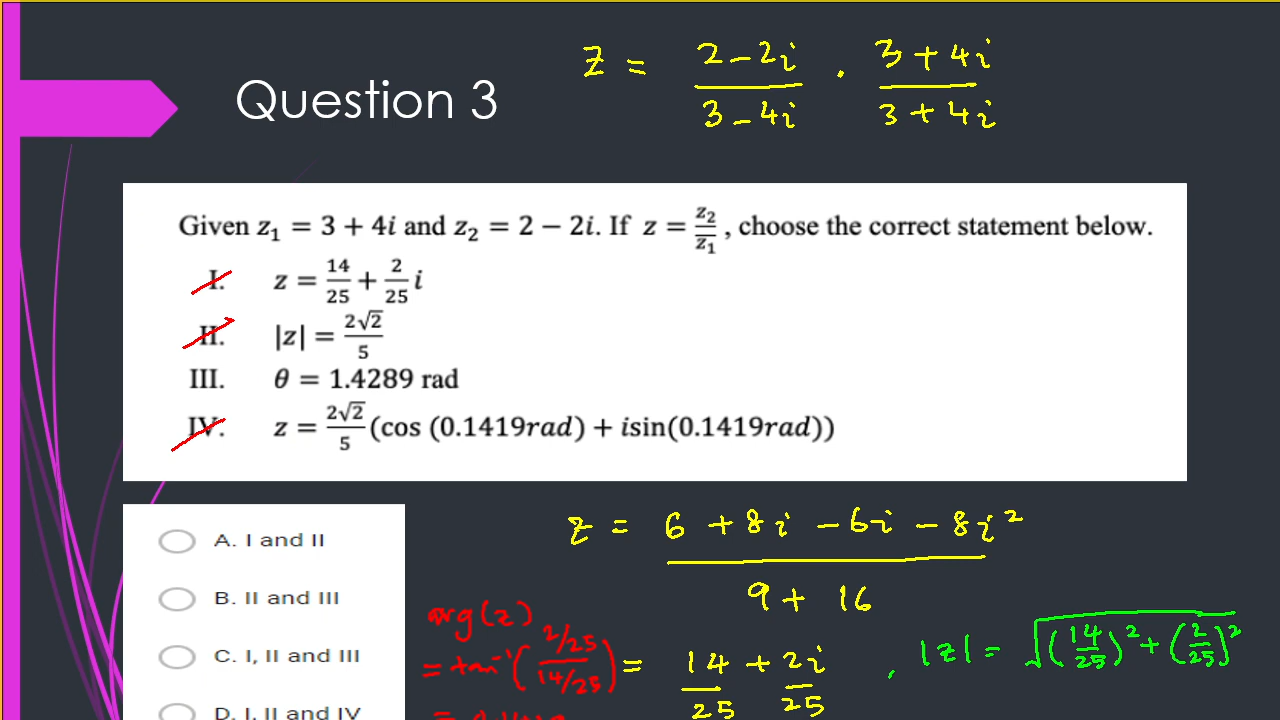 Question 3
z = 2 - 2i / 3 - 4i . 3 + 4i / 3 + 4i
Given z₁ = 3 + 4i and z₂ = 2 − 2i. If z = z₂/z₁ , choose the correct statement below.
I. z = 14/25 + 2/25 i
II. |z| = 2√2/5
III. θ = 1.4289 rad
IV. z = 2√2/5 (cos (0.1419rad) + isin(0.1419rad))
A. I and II
B. II and III
C. I, II and III
D. I, II and IV
z = 6 + 8i - 6i - 8i² / 9 + 16
= 14/25 + 2i/25 , |z| = √((14/25)² + (2/25)²)
arg(z)
= tan⁻¹( 2/25 / 14/25 )